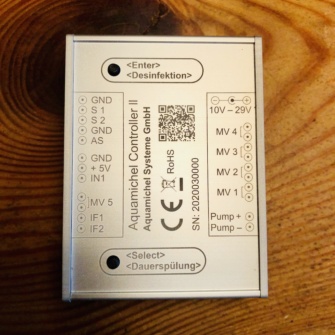 <Enter>
<Desinfektion>
GND
S 1
S 2
GND
AS
GND
+ 5V
IN1
MV 5
IF1
IF2
Aquamichel Controller II
Aquamichel Systeme GmbH
CE
RoHS
SN: 2020030000
10V - 29V
MV 4
MV 3
MV 2
MV 1
Pump +
Pump -
<Select>
<Dauerspülung>